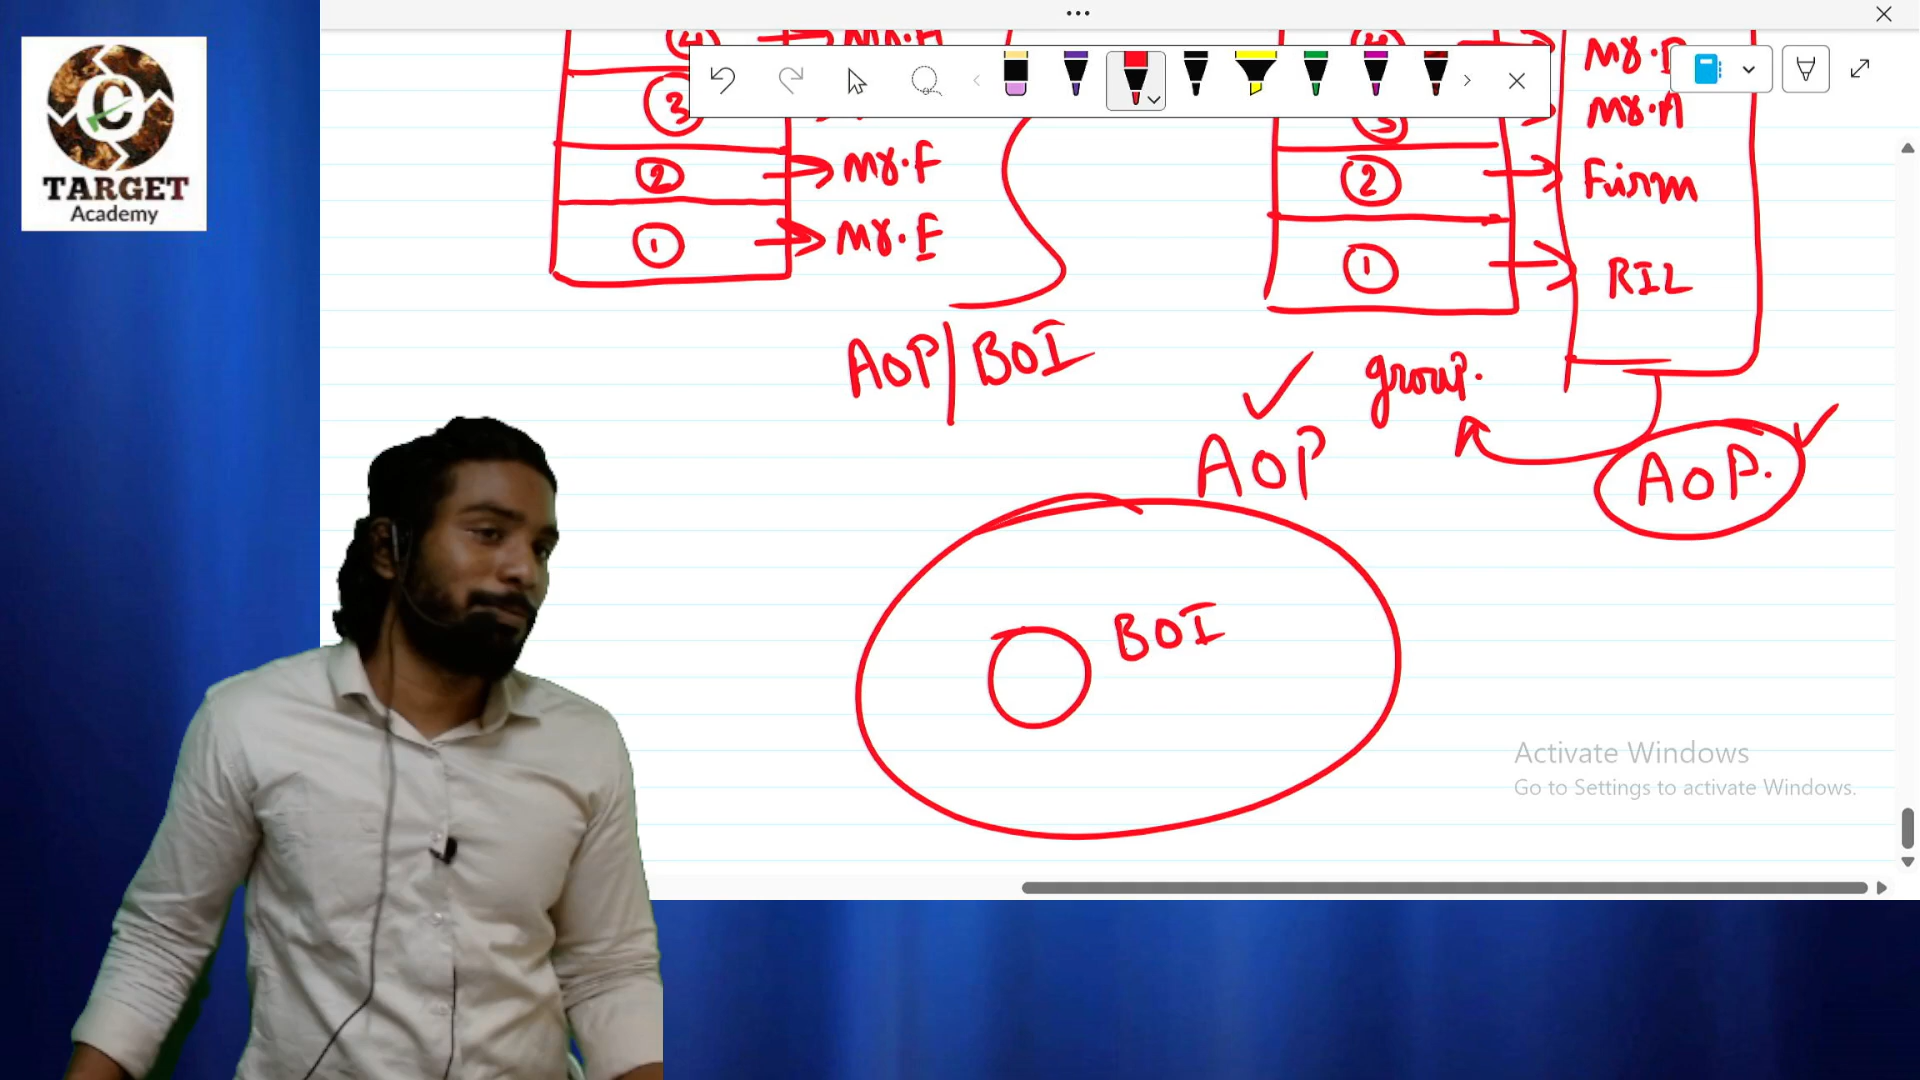 TARGET
Academy
③
② → Mr.F
① → Mr.E
AOP|BOI
Mr.A
② → Firm
① → RIL
group.
AOP
AOP.
BOI
Activate Windows
Go to Settings to activate Windows.